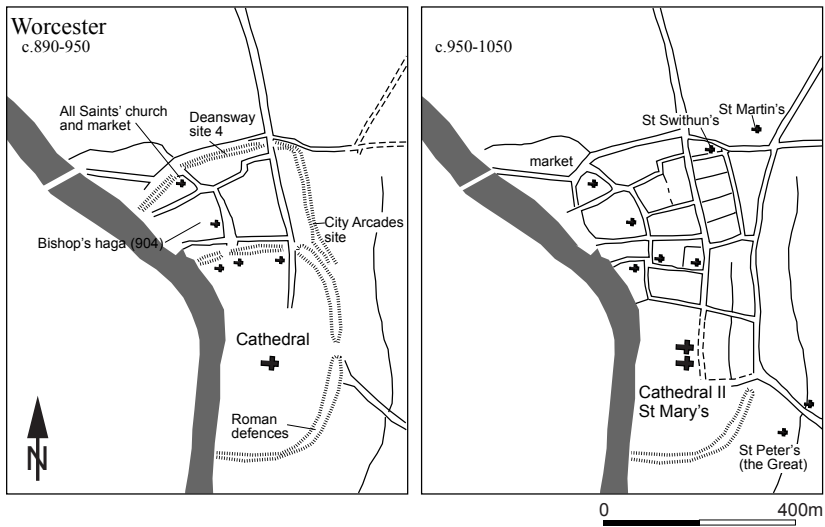 Worcester
c.890-950
All Saints' church
and market
Deansway
site 4
City Arcades
site
Bishop's haga (904)
Cathedral
Roman
defences
N
c.950-1050
St Martin's
St Swithun's
market
Cathedral II
St Mary's
St Peter's
(the Great)
0 400m